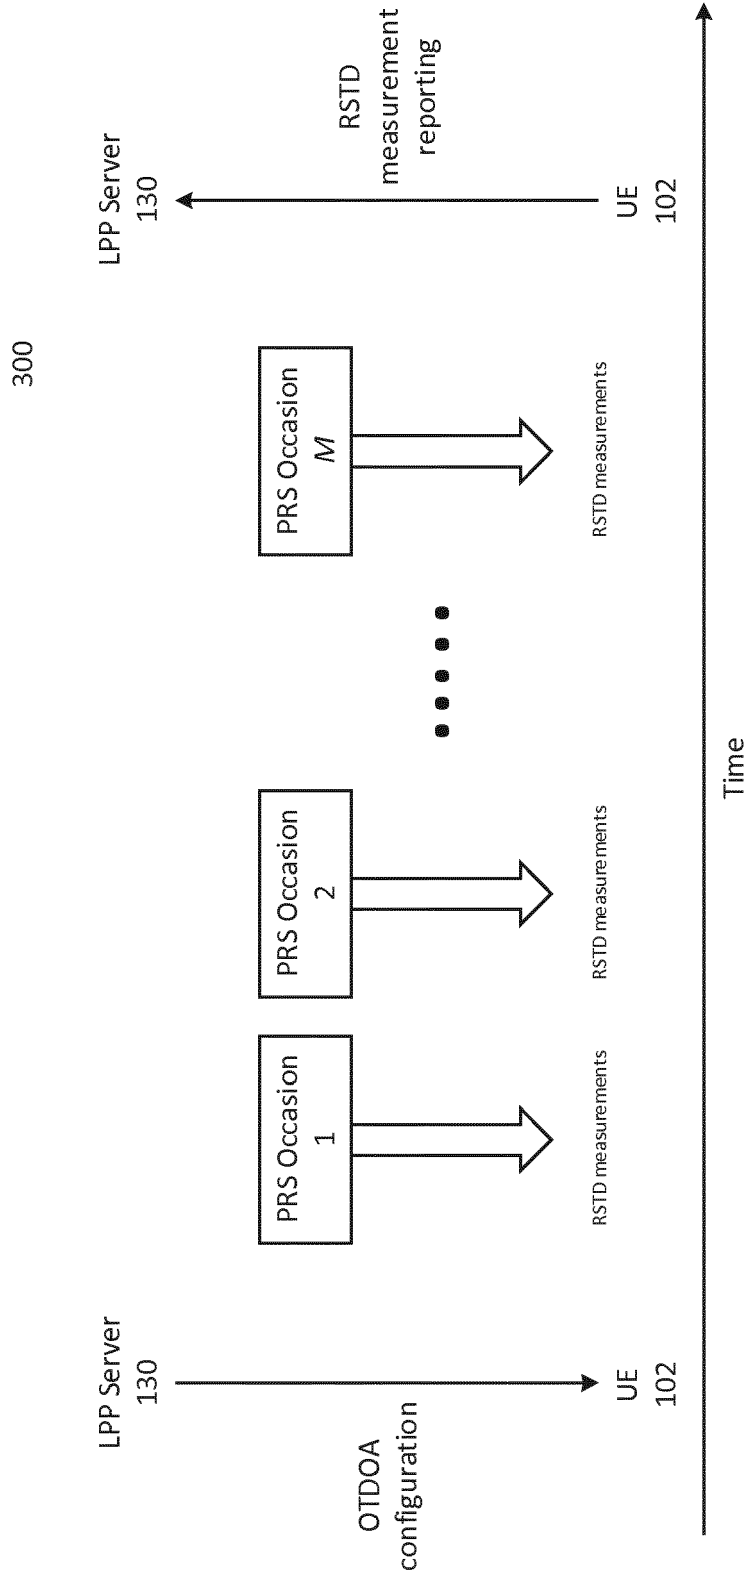 300
LPP Server
130
OTDOA
configuration
UE
102
PRS Occasion
1
RSTD measurements
PRS Occasion
2
RSTD measurements
PRS Occasion
M
RSTD measurements
LPP Server
130
RSTD
measurement
reporting
UE
102
Time